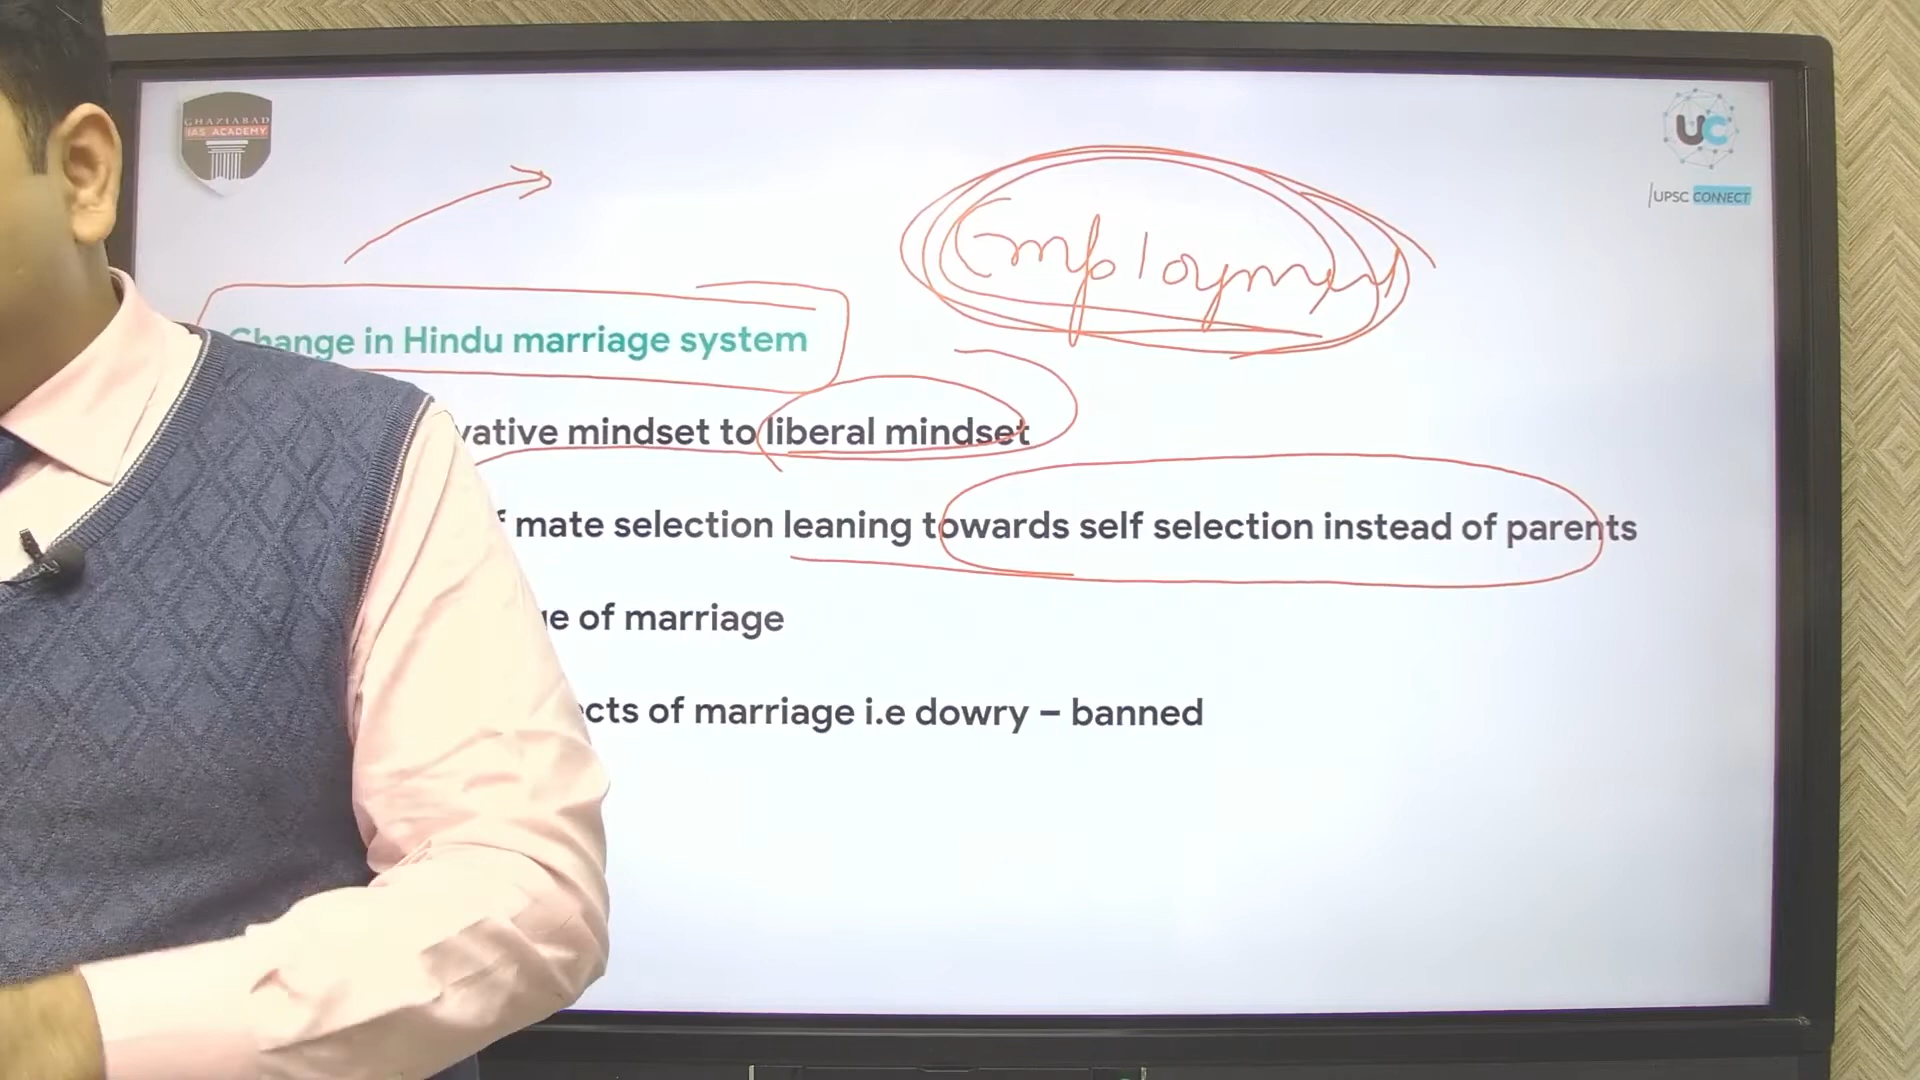 GHAZIABAD
IAS ACADEMY
UC
UPSC CONNECT
Employment
Change in Hindu marriage system
vative mindset to liberal mindset
mate selection leaning towards self selection instead of parents
of marriage
cts of marriage i.e dowry – banned